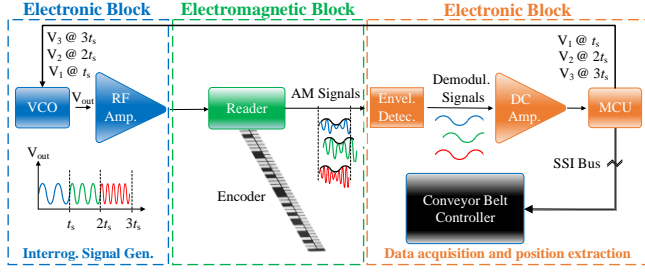 Electronic Block
Electromagnetic Block
Electronic Block
V3 @ 3ts
V2 @ 2ts
V1 @ ts
VCO
Vout
RF
Amp.
Reader
AM Signals
Envel.
Detec.
Demodul.
Signals
DC
Amp.
V1 @ ts
V2 @ 2ts
V3 @ 3ts
MCU
SSI Bus
Vout
ts
2ts
3ts
Encoder
Conveyor Belt
Controller
Interrog. Signal Gen.
Data acquisition and position extraction